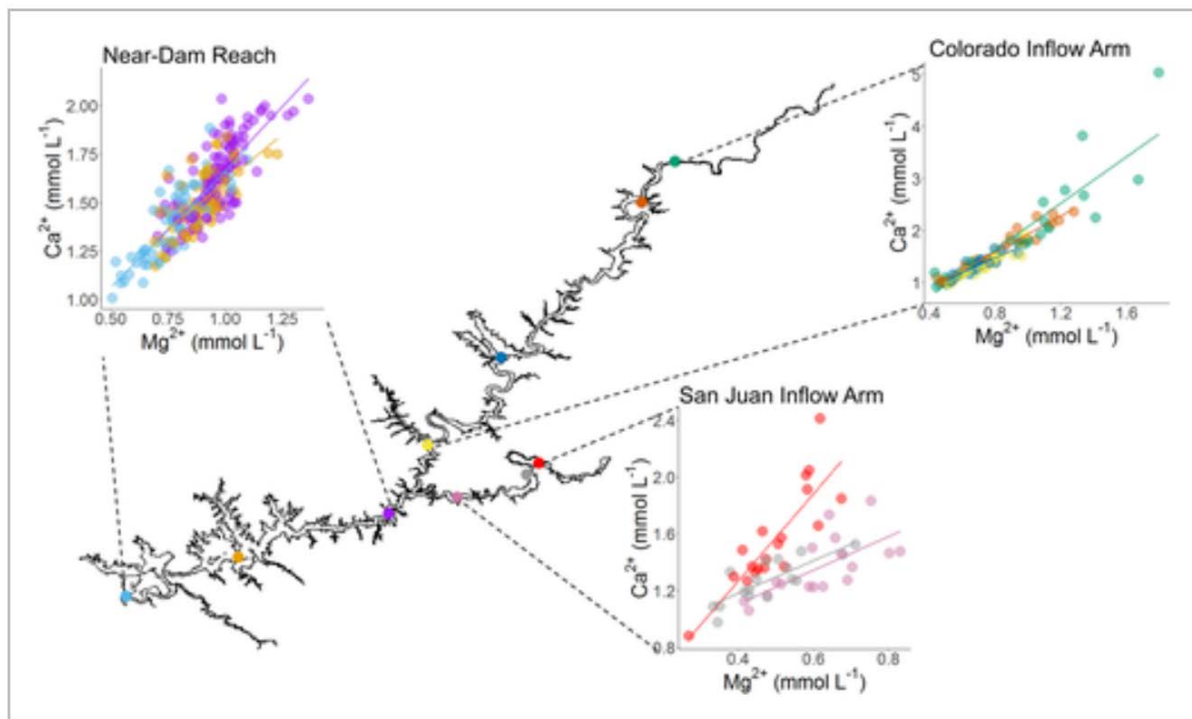 Near-Dam Reach
Ca²⁺ (mmol L⁻¹)
2.00
1.75
1.50
1.25
1.00
0.50
0.75
1.00
1.25
Mg²⁺ (mmol L⁻¹)
Colorado Inflow Arm
Ca²⁺ (mmol L⁻¹)
5
4
3
2
1
0.4
0.8
1.2
1.6
Mg²⁺ (mmol L⁻¹)
San Juan Inflow Arm
Ca²⁺ (mmol L⁻¹)
2.4
2.0
1.6
1.2
0.8
0.4
0.6
0.8
Mg²⁺ (mmol L⁻¹)